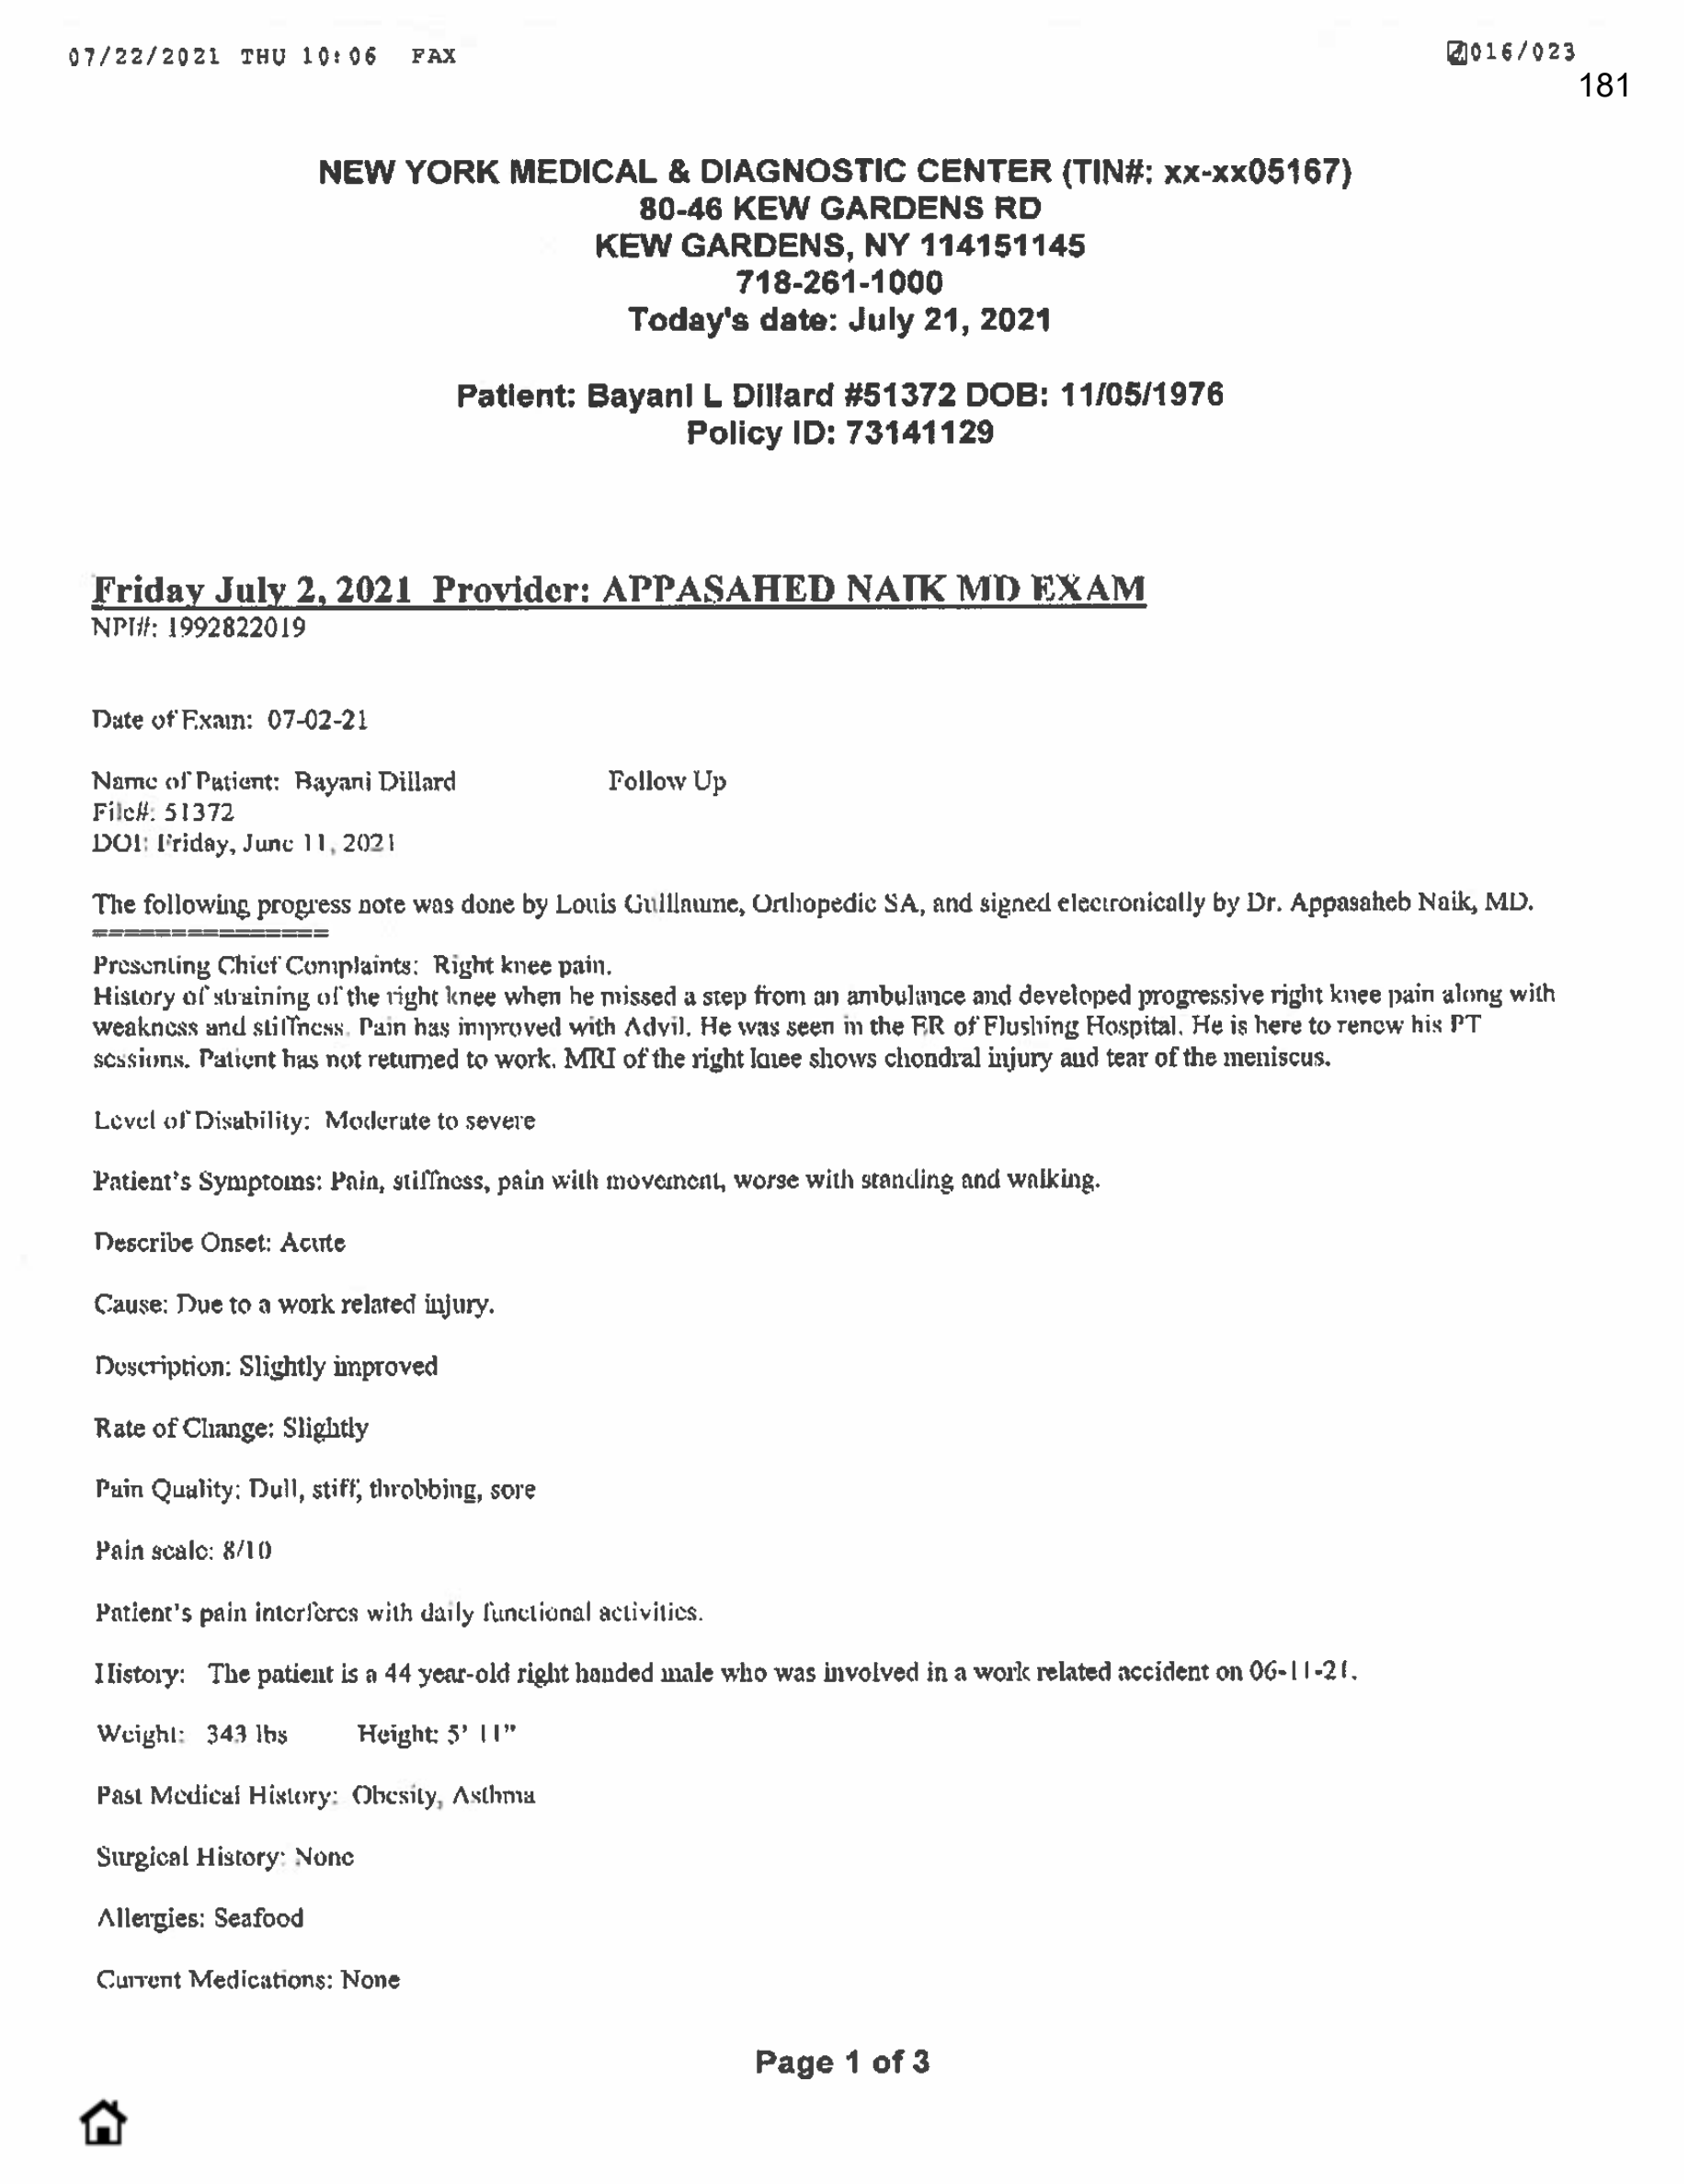 07/22/2021 THU 10:06 FAX
016/023
181
NEW YORK MEDICAL & DIAGNOSTIC CENTER (TIN#: xx-xx05167)
80-46 KEW GARDENS RD
KEW GARDENS, NY 114151145
718-261-1000
Today's date: July 21, 2021
Patient: Bayani L Dillard #51372 DOB: 11/05/1976
Policy ID: 73141129
Friday July 2, 2021 Provider: APPASAHED NAIK MD EXAM
NPI#: 1992822019
Date of Exam: 07-02-21
Name of Patient: Bayani Dillard Follow Up
File#: 51372
DOI: Friday, June 11, 2021
The following progress note was done by Louis Guillaume, Orthopedic SA, and signed electronically by Dr. Appasaheb Naik, MD.
===============
Presenting Chief Complaints: Right knee pain.
History of straining of the right knee when he missed a step from an ambulance and developed progressive right knee pain along with
weakness and stiffness. Pain has improved with Advil. He was seen in the ER of Flushing Hospital. He is here to renew his PT
sessions. Patient has not returned to work. MRI of the right knee shows chondral injury and tear of the meniscus.
Level of Disability: Moderate to severe
Patient's Symptoms: Pain, stiffness, pain with movement, worse with standing and walking.
Describe Onset: Acute
Cause: Due to a work related injury.
Description: Slightly improved
Rate of Change: Slightly
Pain Quality: Dull, stiff, throbbing, sore
Pain scale: 8/10
Patient's pain interferes with daily functional activities.
History: The patient is a 44 year-old right handed male who was involved in a work related accident on 06-11-21.
Weight: 343 lbs Height: 5' 11"
Past Medical History: Obesity, Asthma
Surgical History: None
Allergies: Seafood
Current Medications: None
Page 1 of 3